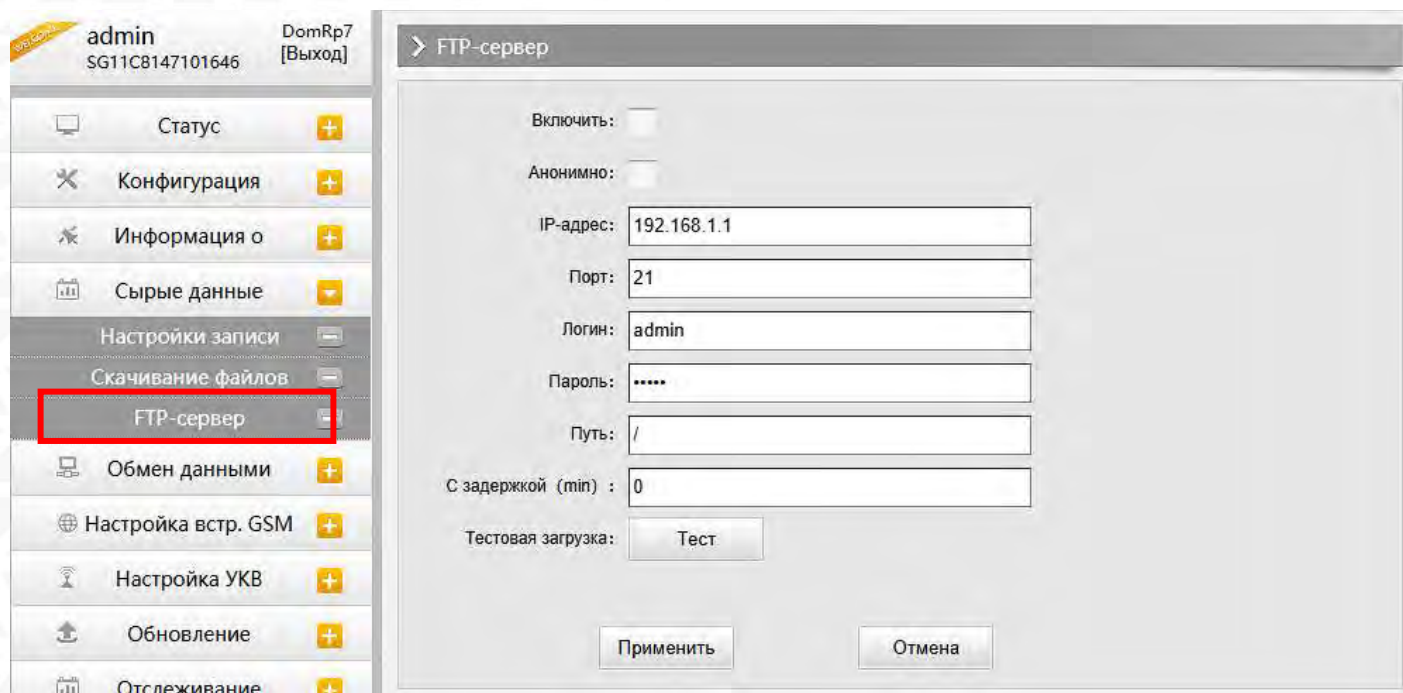 WELCOME
admin
DomRp7
SG11C8147101646
[Выход]
Статус
Конфигурация
Информация о
Сырые данные
Настройки записи
Скачивание файлов
FTP-сервер
Обмен данными
Настройка встр. GSM
Настройка УКВ
Обновление
Отслеживание
FTP-сервер
Включить:
Анонимно:
IP-адрес: 192.168.1.1
Порт: 21
Логин: admin
Пароль: •••••
Путь: /
С задержкой (min) : 0
Тестовая загрузка: Тест
Применить Отмена